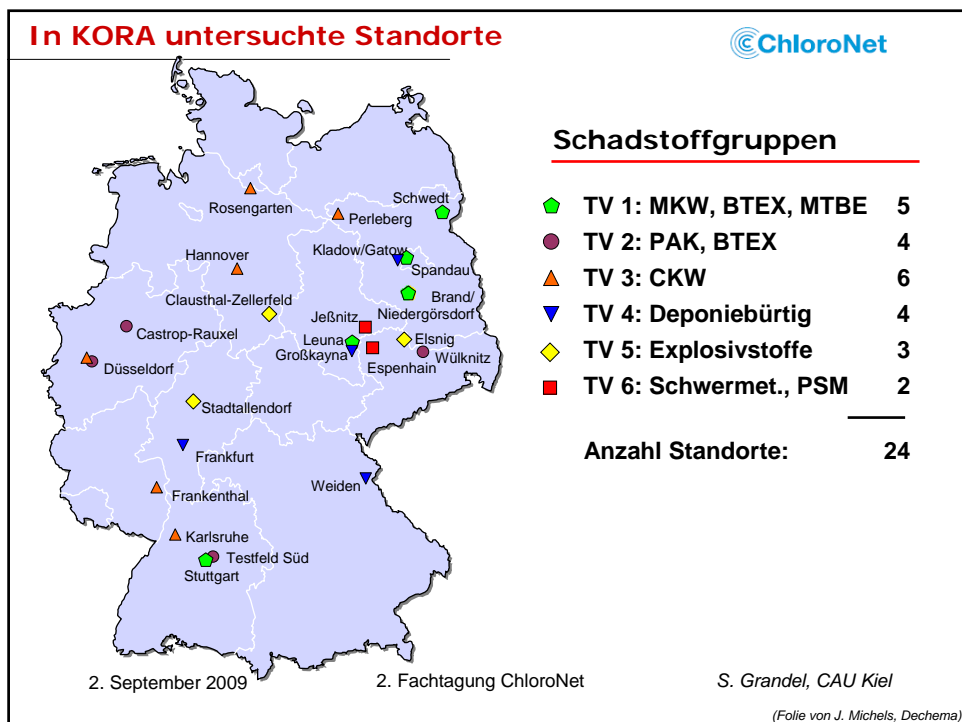 In KORA untersuchte Standorte
ChloroNet
Schadstoffgruppen
TV 1: MKW, BTEX, MTBE 5
TV 2: PAK, BTEX 4
TV 3: CKW 6
TV 4: Deponiebürtig 4
TV 5: Explosivstoffe 3
TV 6: Schwermet., PSM 2
Anzahl Standorte: 24
Schwedt
Rosengarten
Perleberg
Hannover
Kladow/Gatow
Spandau
Clausthal-Zellerfeld
Brand/
Niedergörsdorf
Jeßnitz
Castrop-Rauxel
Leuna
Elsnig
Großkayna
Wülknitz
Espenhain
Düsseldorf
Stadtallendorf
Frankfurt
Weiden
Frankenthal
Karlsruhe
Testfeld Süd
Stuttgart
2. September 2009
2. Fachtagung ChloroNet
S. Grandel, CAU Kiel
(Folie von J. Michels, Dechema)